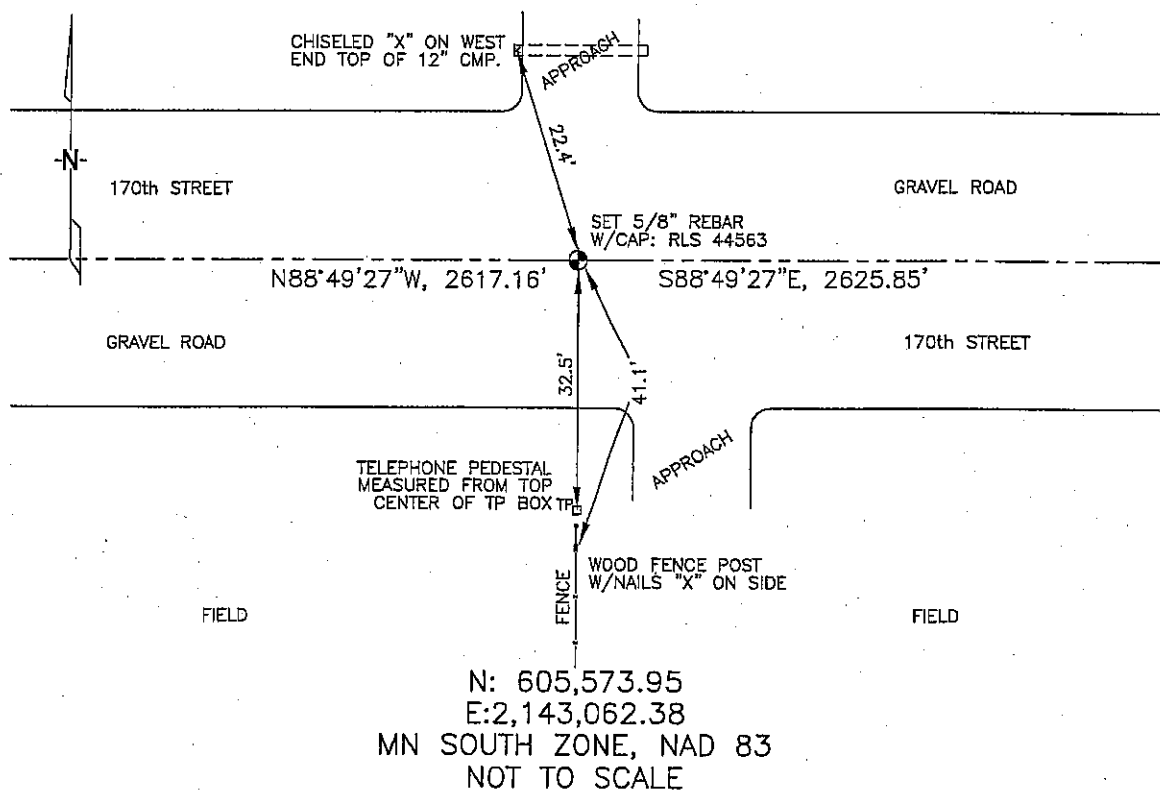 CHISELED "X" ON WEST
END TOP OF 12" CMP.
APPROACH
22.4'
-N-
170th STREET
GRAVEL ROAD
SET 5/8" REBAR
W/CAP: RLS 44563
N88°49'27"W, 2617.16'
S88°49'27"E, 2625.85'
GRAVEL ROAD
170th STREET
32.5'
41.1'
APPROACH
TELEPHONE PEDESTAL
MEASURED FROM TOP
CENTER OF TP BOX
TP
WOOD FENCE POST
W/NAILS "X" ON SIDE
FENCE
FIELD
FIELD
N: 605,573.95
E:2,143,062.38
MN SOUTH ZONE, NAD 83
NOT TO SCALE